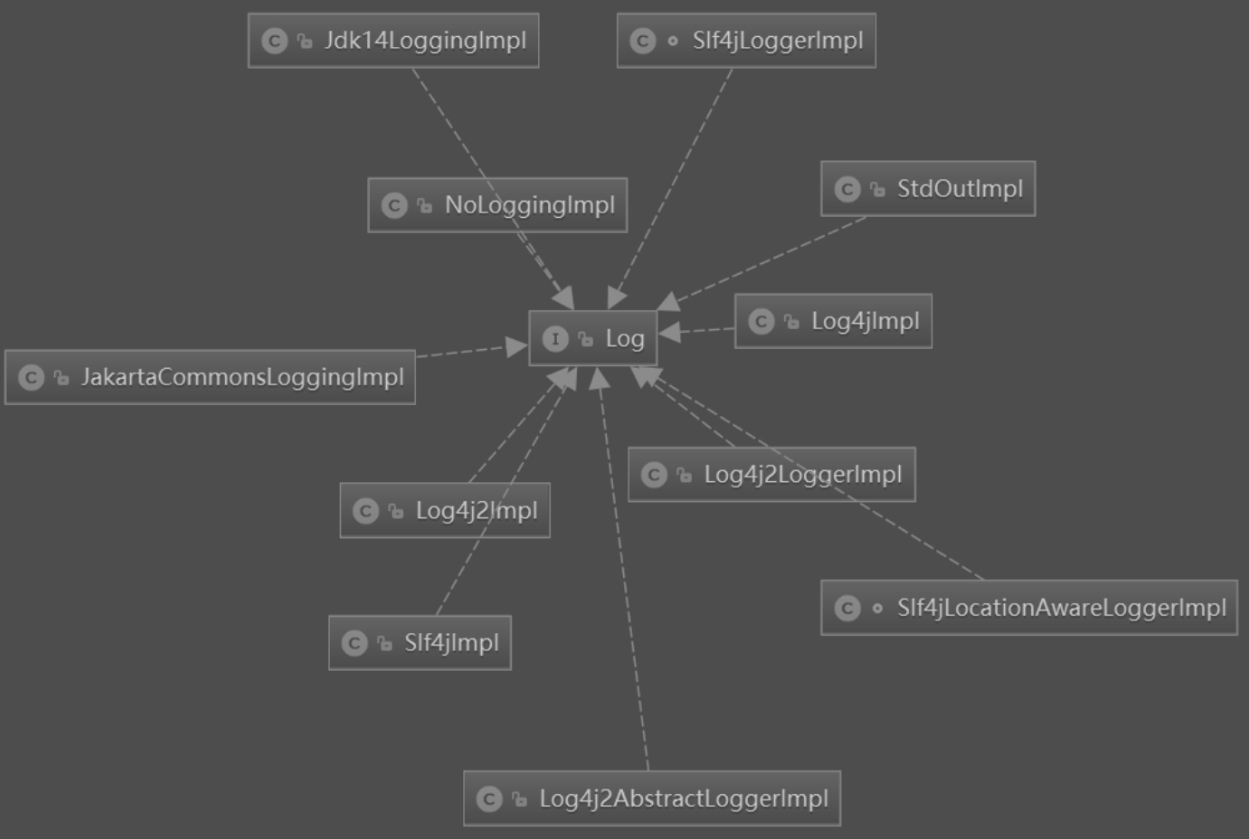 C Jdk14LoggingImpl
C Slf4jLoggerImpl
C NoLoggingImpl
C StdOutImpl
I Log
C Log4jImpl
C JakartaCommonsLoggingImpl
C Log4j2LoggerImpl
C Log4j2Impl
C Slf4jLocationAwareLoggerImpl
C Slf4jImpl
C Log4j2AbstractLoggerImpl